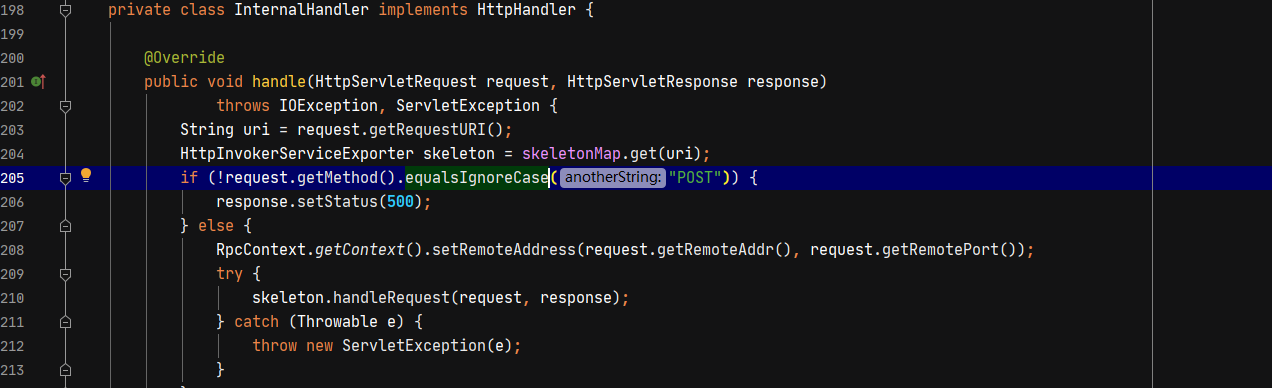 198 private class InternalHandler implements HttpHandler {
199
200 @Override
201 public void handle(HttpServletRequest request, HttpServletResponse response)
202 throws IOException, ServletException {
203 String uri = request.getRequestURI();
204 HttpInvokerServiceExporter skeleton = skeletonMap.get(uri);
205 if (!request.getMethod().equalsIgnoreCase( anotherString: "POST")) {
206 response.setStatus(500);
207 } else {
208 RpcContext.getContext().setRemoteAddress(request.getRemoteAddr(), request.getRemotePort());
209 try {
210 skeleton.handleRequest(request, response);
211 } catch (Throwable e) {
212 throw new ServletException(e);
213 }